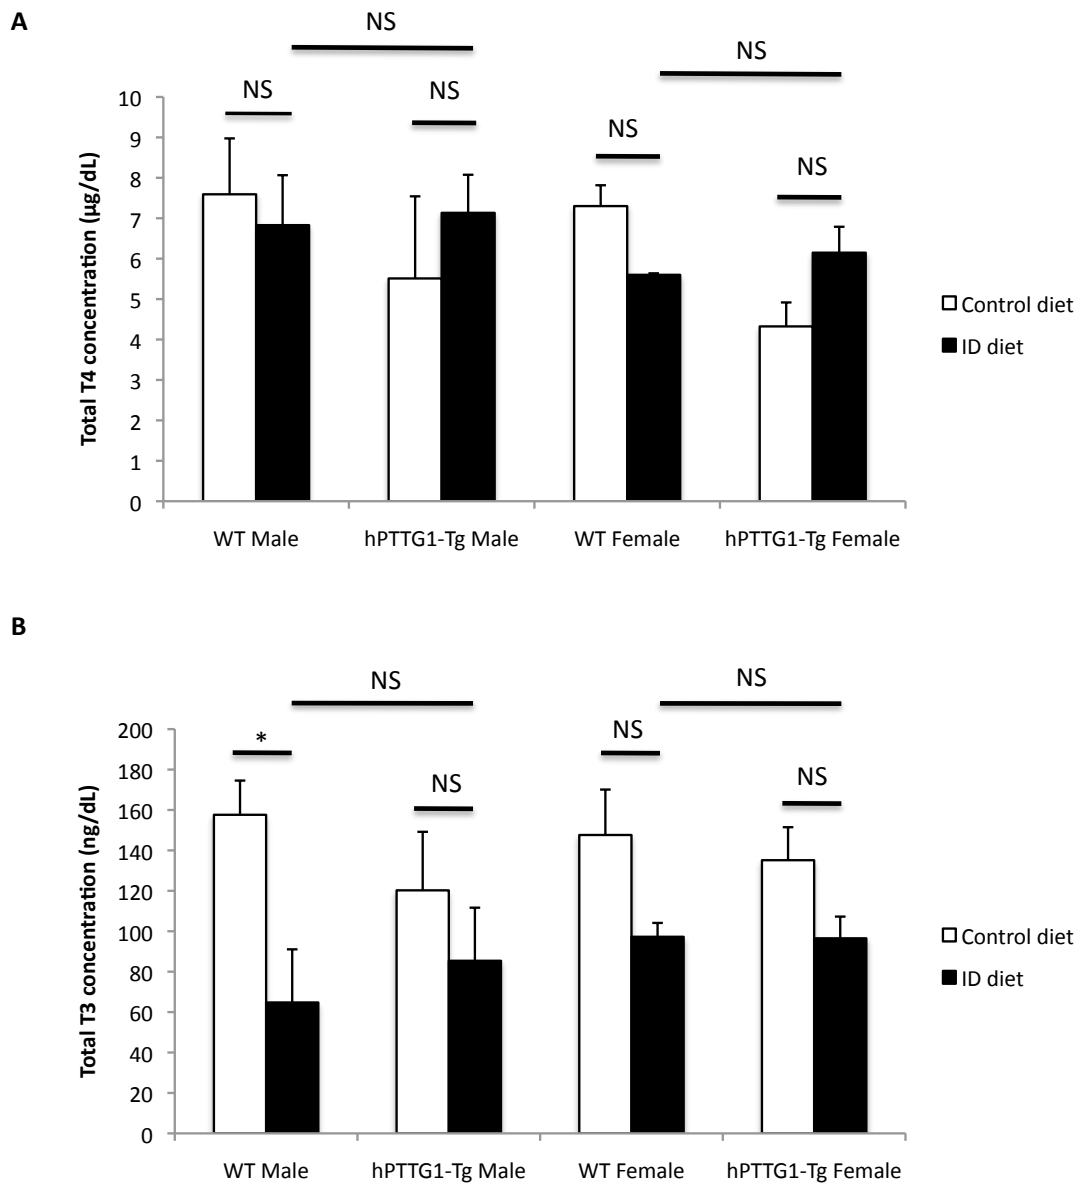 A
NS
NS
NS
NS
NS
NS
Total T4 concentration (µg/dL)
10
9
8
7
6
5
4
3
2
1
0
WT Male
hPTTG1-Tg Male
WT Female
hPTTG1-Tg Female
Control diet
ID diet
B
NS
NS
*
NS
NS
NS
Total T3 concentration (ng/dL)
200
180
160
140
120
100
80
60
40
20
0
WT Male
hPTTG1-Tg Male
WT Female
hPTTG1-Tg Female
Control diet
ID diet